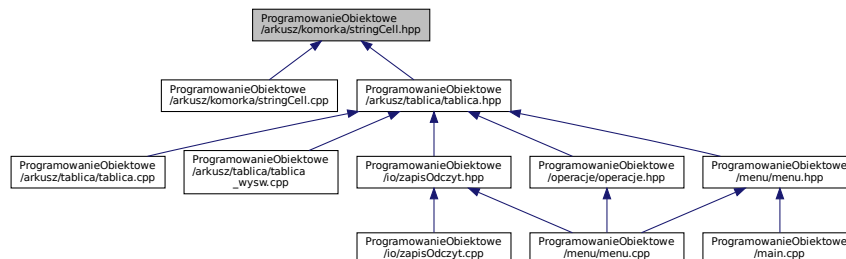 ProgramowanieObiektowe
/arkusz/komorka/stringCell.hpp
ProgramowanieObiektowe
/arkusz/komorka/stringCell.cpp
ProgramowanieObiektowe
/arkusz/tablica/tablica.hpp
ProgramowanieObiektowe
/arkusz/tablica/tablica.cpp
ProgramowanieObiektowe
/arkusz/tablica/tablica
_wysw.cpp
ProgramowanieObiektowe
/io/zapisOdczyt.hpp
ProgramowanieObiektowe
/operacje/operacje.hpp
ProgramowanieObiektowe
/menu/menu.hpp
ProgramowanieObiektowe
/io/zapisOdczyt.cpp
ProgramowanieObiektowe
/menu/menu.cpp
ProgramowanieObiektowe
/main.cpp